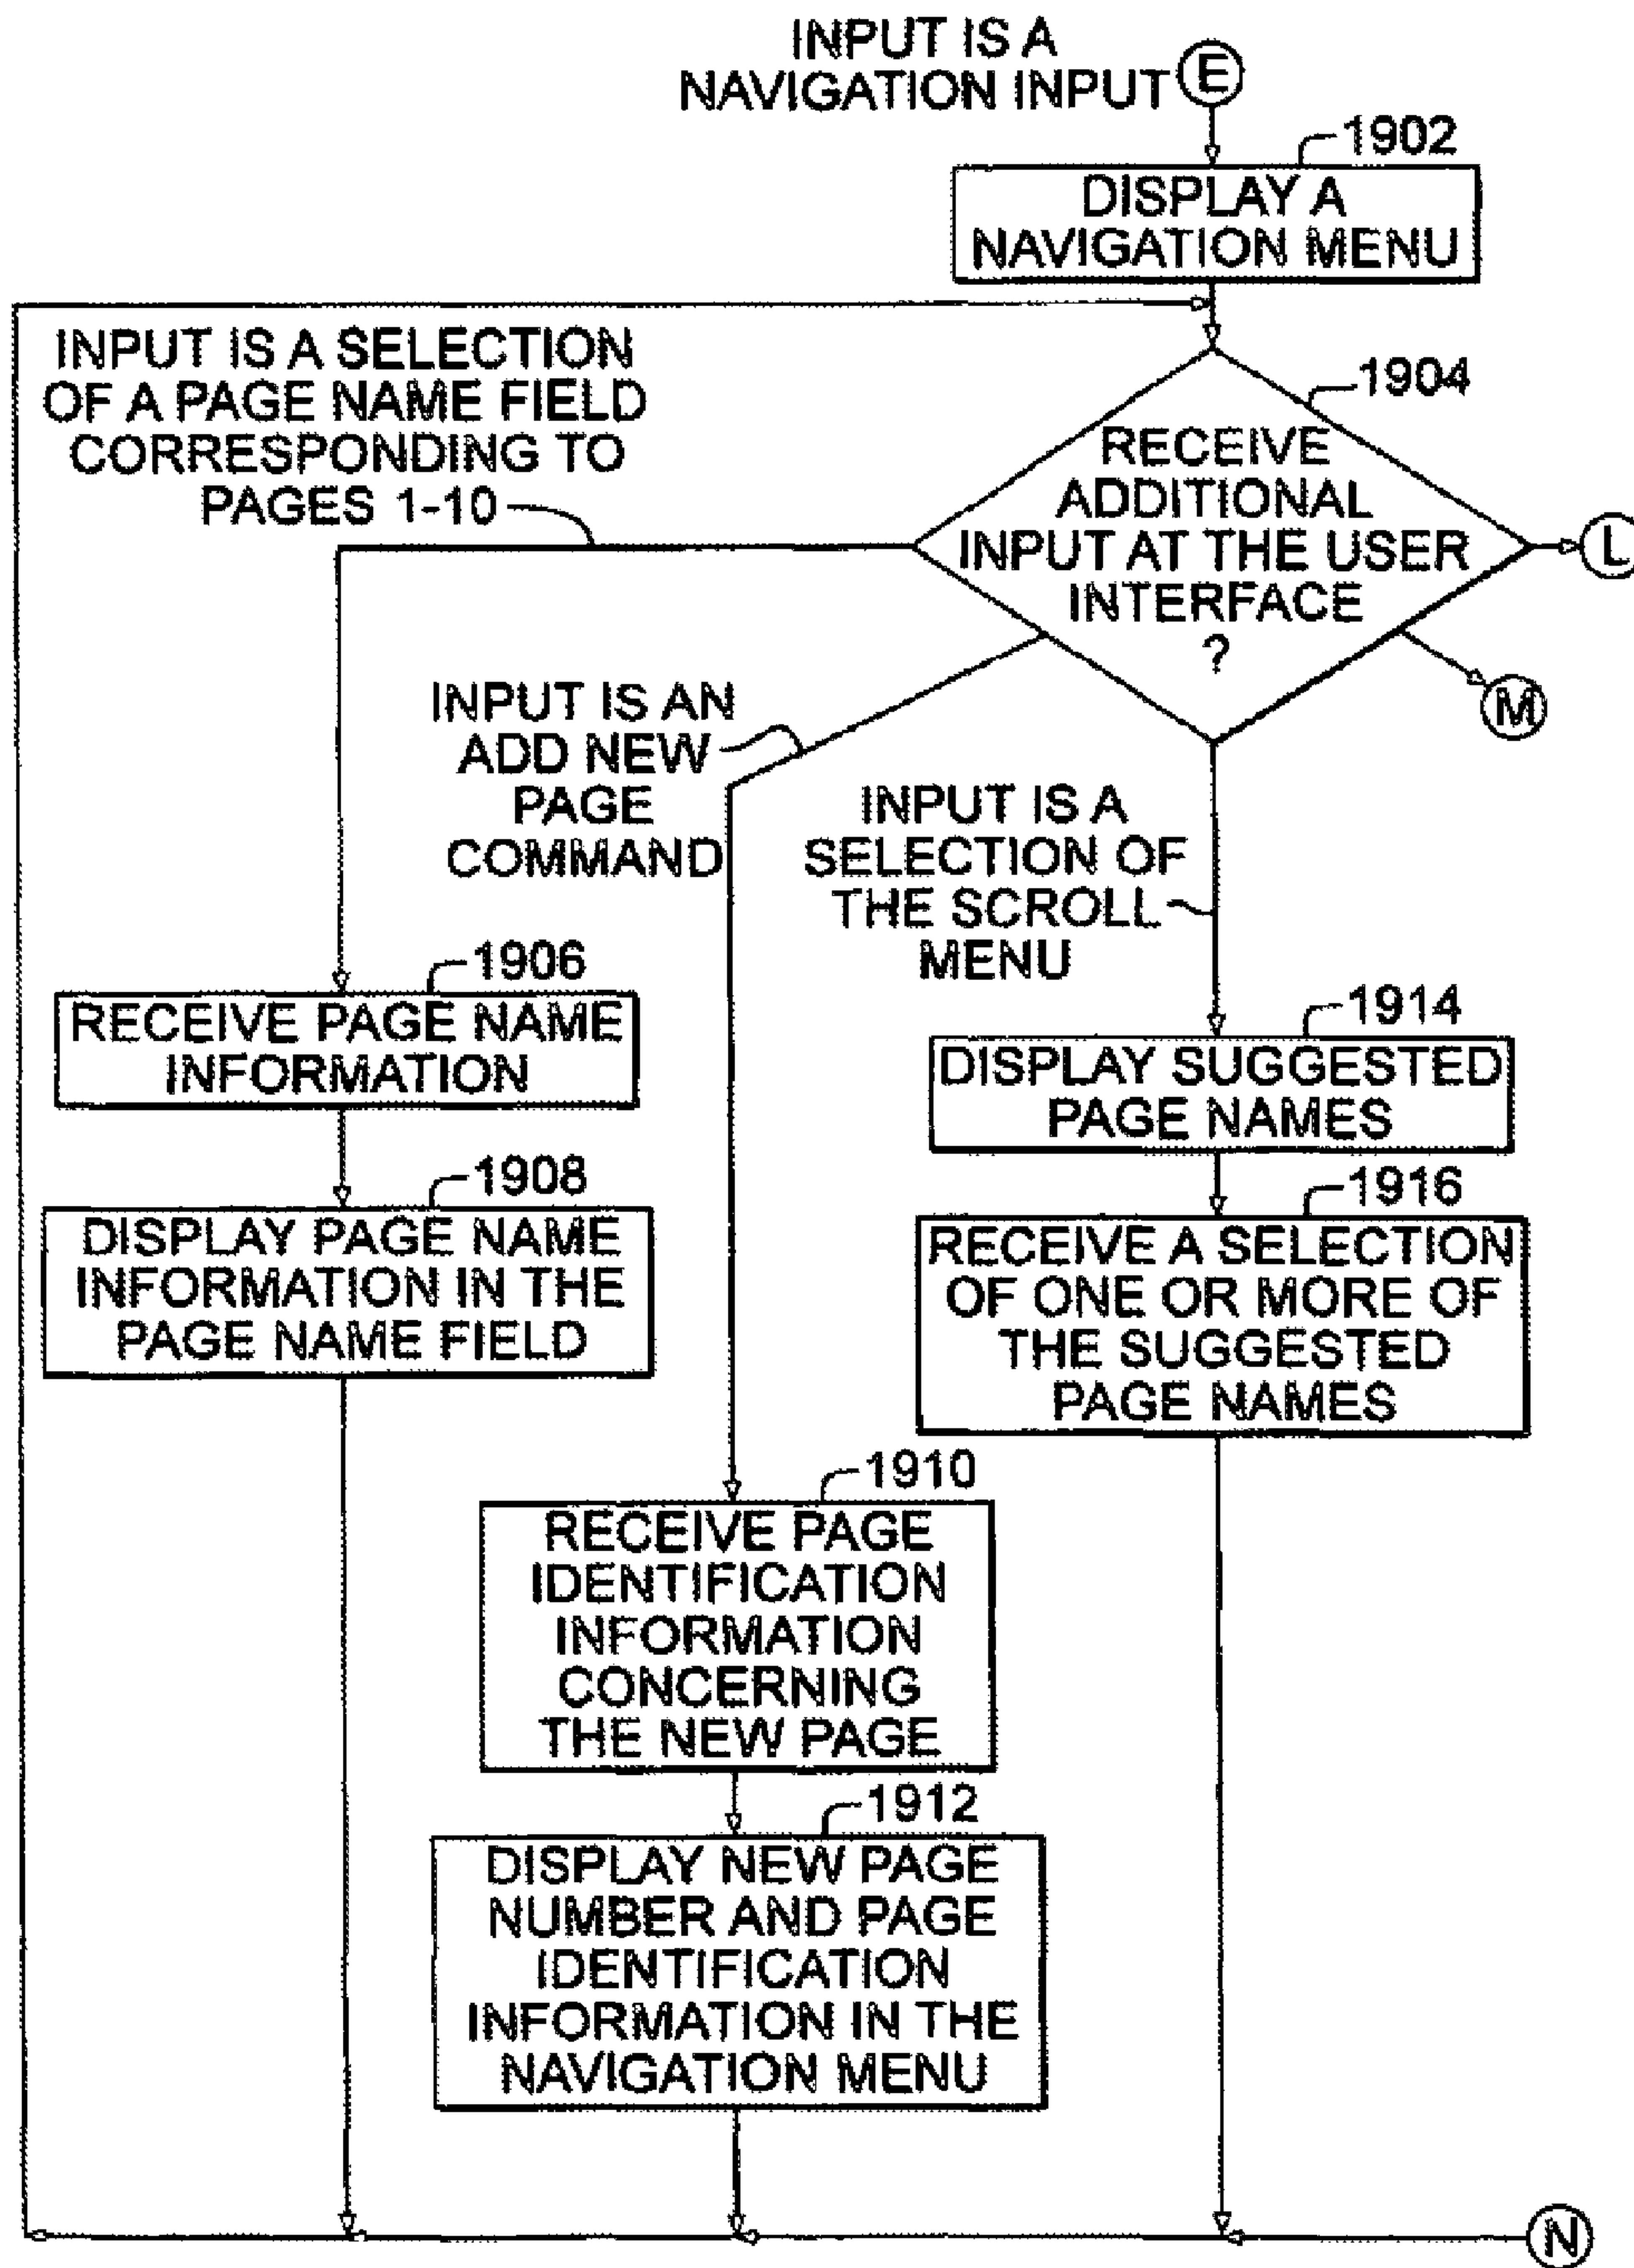 INPUT IS A
NAVIGATION INPUT
E
1902
DISPLAY A
NAVIGATION MENU
INPUT IS A SELECTION
OF A PAGE NAME FIELD
CORRESPONDING TO
PAGES 1-10
1904
RECEIVE
ADDITIONAL
INPUT AT THE USER
INTERFACE
?
L
M
INPUT IS AN
ADD NEW
PAGE
COMMAND
INPUT IS A
SELECTION OF
THE SCROLL
MENU
1906
RECEIVE PAGE NAME
INFORMATION
1908
DISPLAY PAGE NAME
INFORMATION IN THE
PAGE NAME FIELD
1914
DISPLAY SUGGESTED
PAGE NAMES
1916
RECEIVE A SELECTION
OF ONE OR MORE OF
THE SUGGESTED
PAGE NAMES
1910
RECEIVE PAGE
IDENTIFICATION
INFORMATION
CONCERNING
THE NEW PAGE
1912
DISPLAY NEW PAGE
NUMBER AND PAGE
IDENTIFICATION
INFORMATION IN THE
NAVIGATION MENU
N